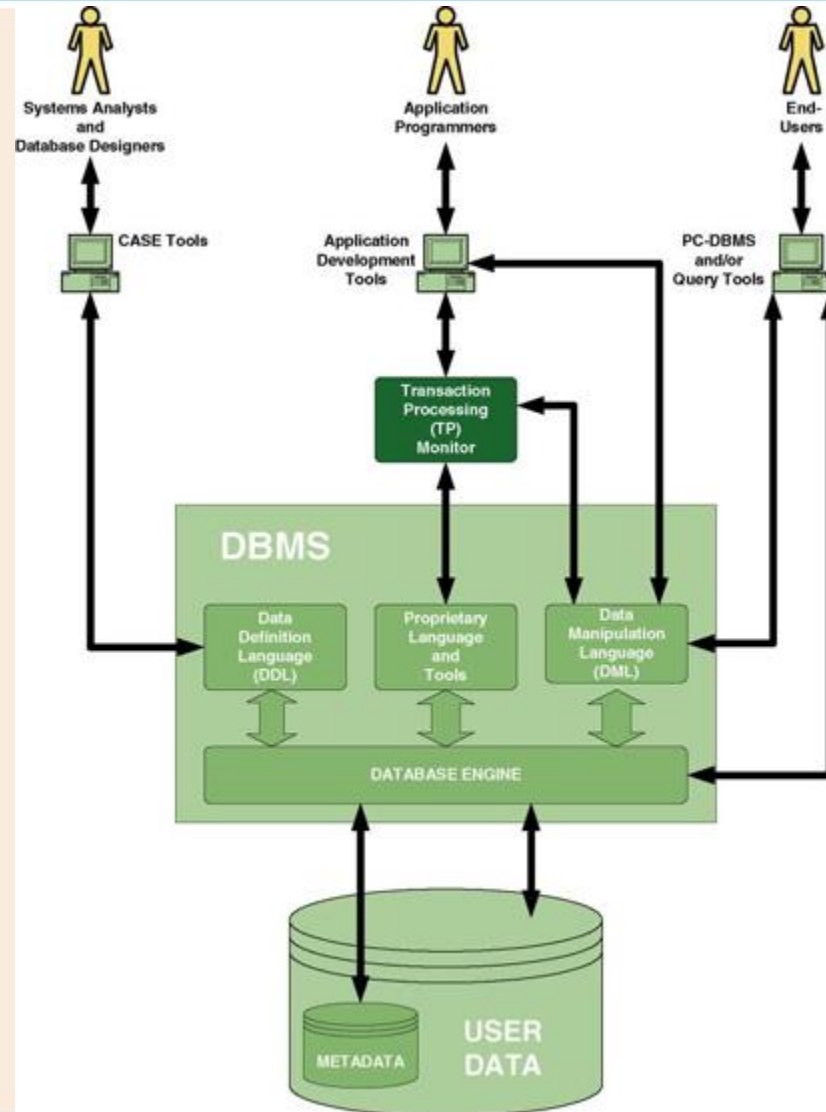 Systems Analysts
and
Database Designers
Application
Programmers
End-
Users
CASE Tools
Application
Development
Tools
PC-DBMS
and/or
Query Tools
Transaction
Processing
(TP)
Monitor
DBMS
Data
Definition
Language
(DDL)
Proprietary
Language
and
Tools
Data
Manipulation
Language
(DML)
DATABASE ENGINE
METADATA
USER
DATA